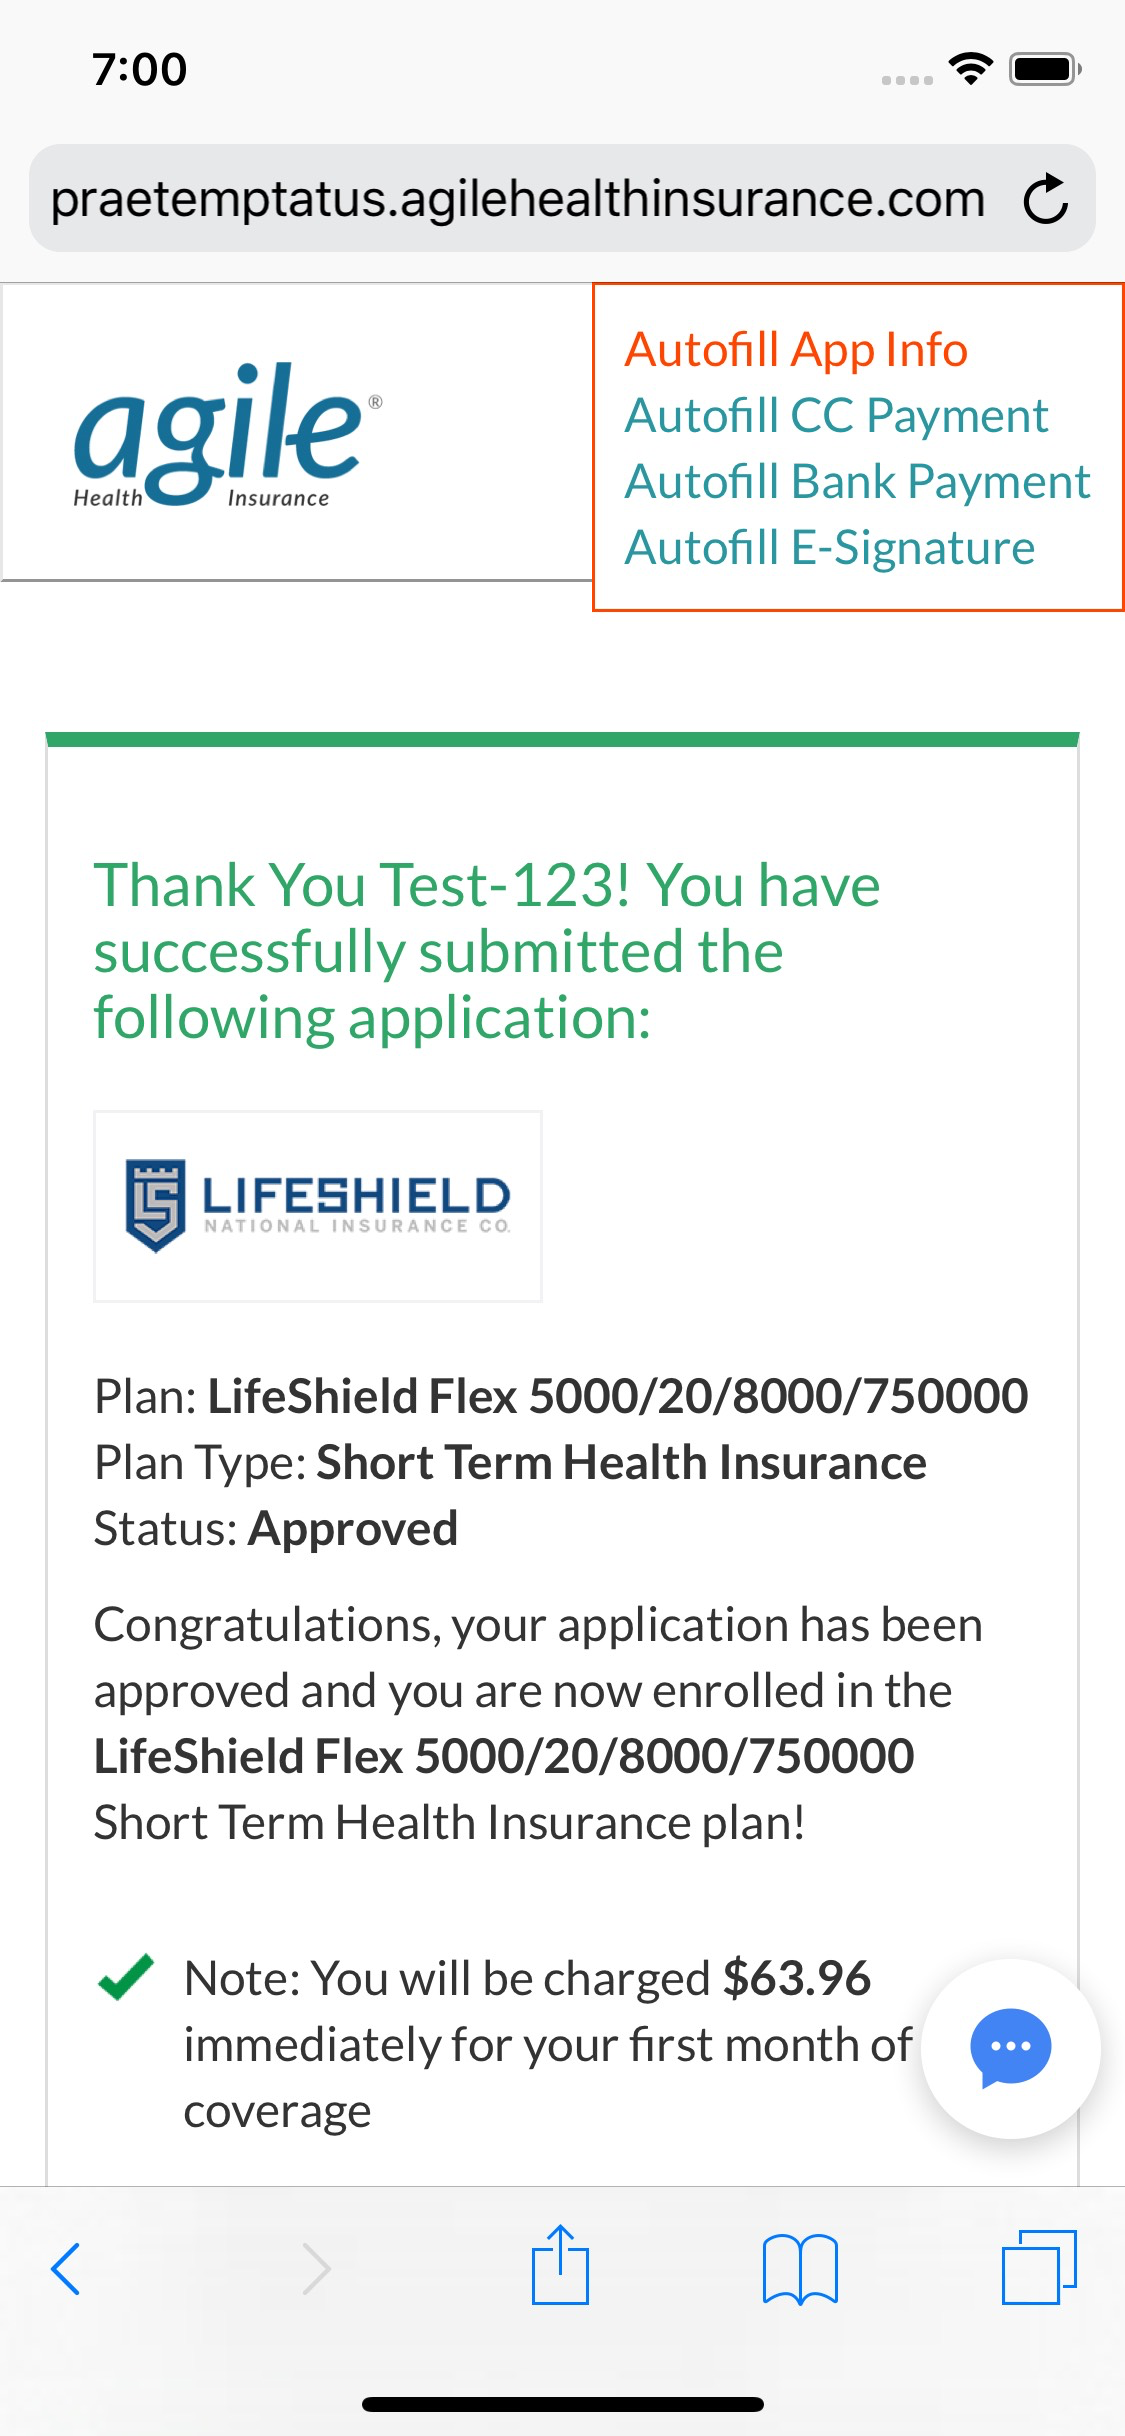 7:00
praetemptatus.agilehealthinsurance.com
agile®
Health Insurance
Autofill App Info
Autofill CC Payment
Autofill Bank Payment
Autofill E-Signature
Thank You Test-123! You have
successfully submitted the
following application:
LS LIFESHIELD
NATIONAL INSURANCE CO.
Plan: LifeShield Flex 5000/20/8000/750000
Plan Type: Short Term Health Insurance
Status: Approved
Congratulations, your application has been
approved and you are now enrolled in the
LifeShield Flex 5000/20/8000/750000
Short Term Health Insurance plan!
Note: You will be charged $63.96
immediately for your first month of
coverage